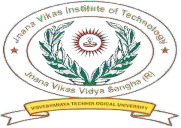 Jnana Vikas Institute of Technology
Jnana Vikas Vidya Sangha (R)
VISVESVARAYA TECHNOLOGICAL UNIVERSITY